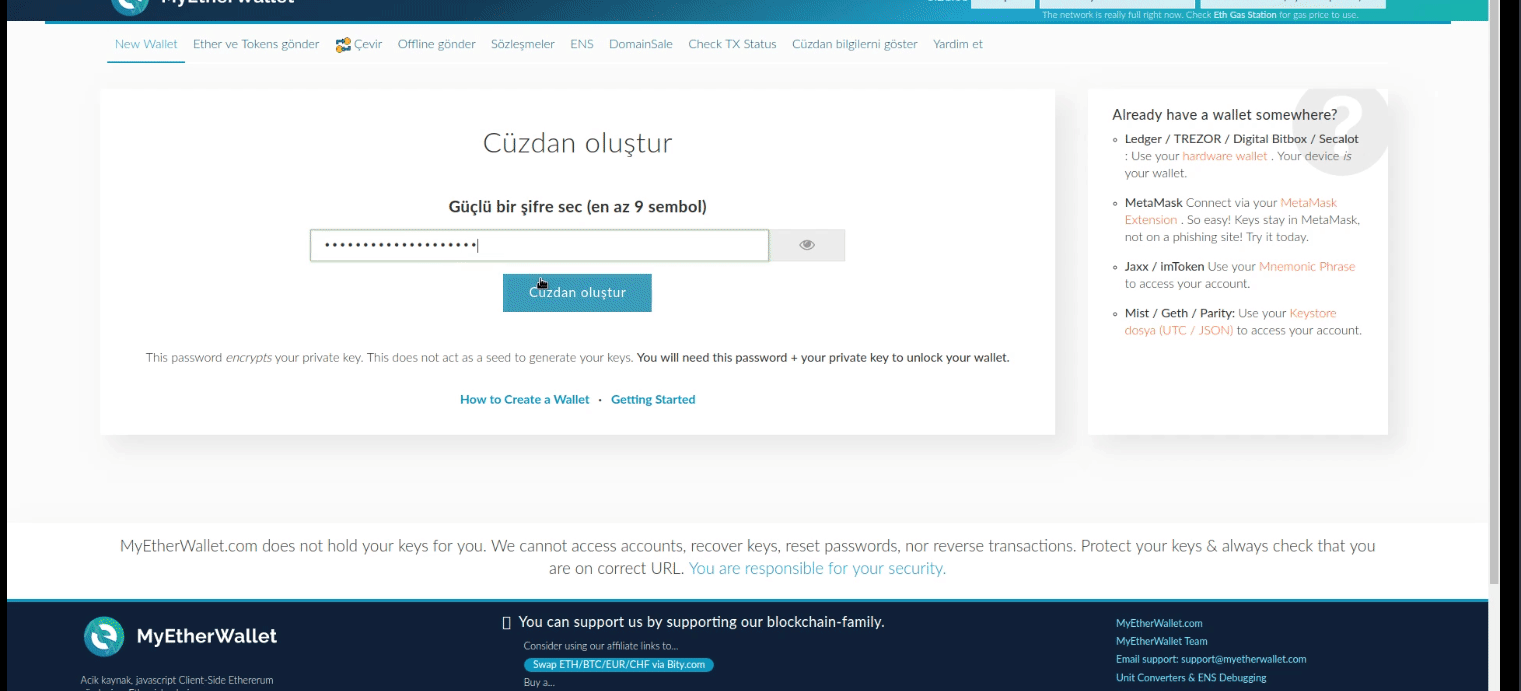 MyEtherWallet
The network is really full right now. Check Eth Gas Station for gas price to use.
New Wallet Ether ve Tokens gönder Çevir Offline gönder Sözleşmeler ENS DomainSale Check TX Status Cüzdan bilgilerni göster Yardim et
Cüzdan oluştur
Güçlü bir şifre sec (en az 9 sembol)
Cüzdan oluştur
This password encrypts your private key. This does not act as a seed to generate your keys. You will need this password + your private key to unlock your wallet.
How to Create a Wallet · Getting Started
Already have a wallet somewhere?
Ledger / TREZOR / Digital Bitbox / Secalot
: Use your hardware wallet . Your device is
your wallet.
MetaMask Connect via your MetaMask
Extension . So easy! Keys stay in MetaMask,
not on a phishing site! Try it today.
Jaxx / imToken Use your Mnemonic Phrase
to access your account.
Mist / Geth / Parity: Use your Keystore
dosya (UTC / JSON) to access your account.
MyEtherWallet.com does not hold your keys for you. We cannot access accounts, recover keys, reset passwords, nor reverse transactions. Protect your keys & always check that you
are on correct URL. You are responsible for your security.
MyEtherWallet
Acik kaynak, javascript Client-Side Ethererum
You can support us by supporting our blockchain-family.
Consider using our affiliate links to...
Swap ETH/BTC/EUR/CHF via Bity.com
Buy a...
MyEtherWallet.com
MyEtherWallet Team
Email support: support@myetherwallet.com
Unit Converters & ENS Debugging